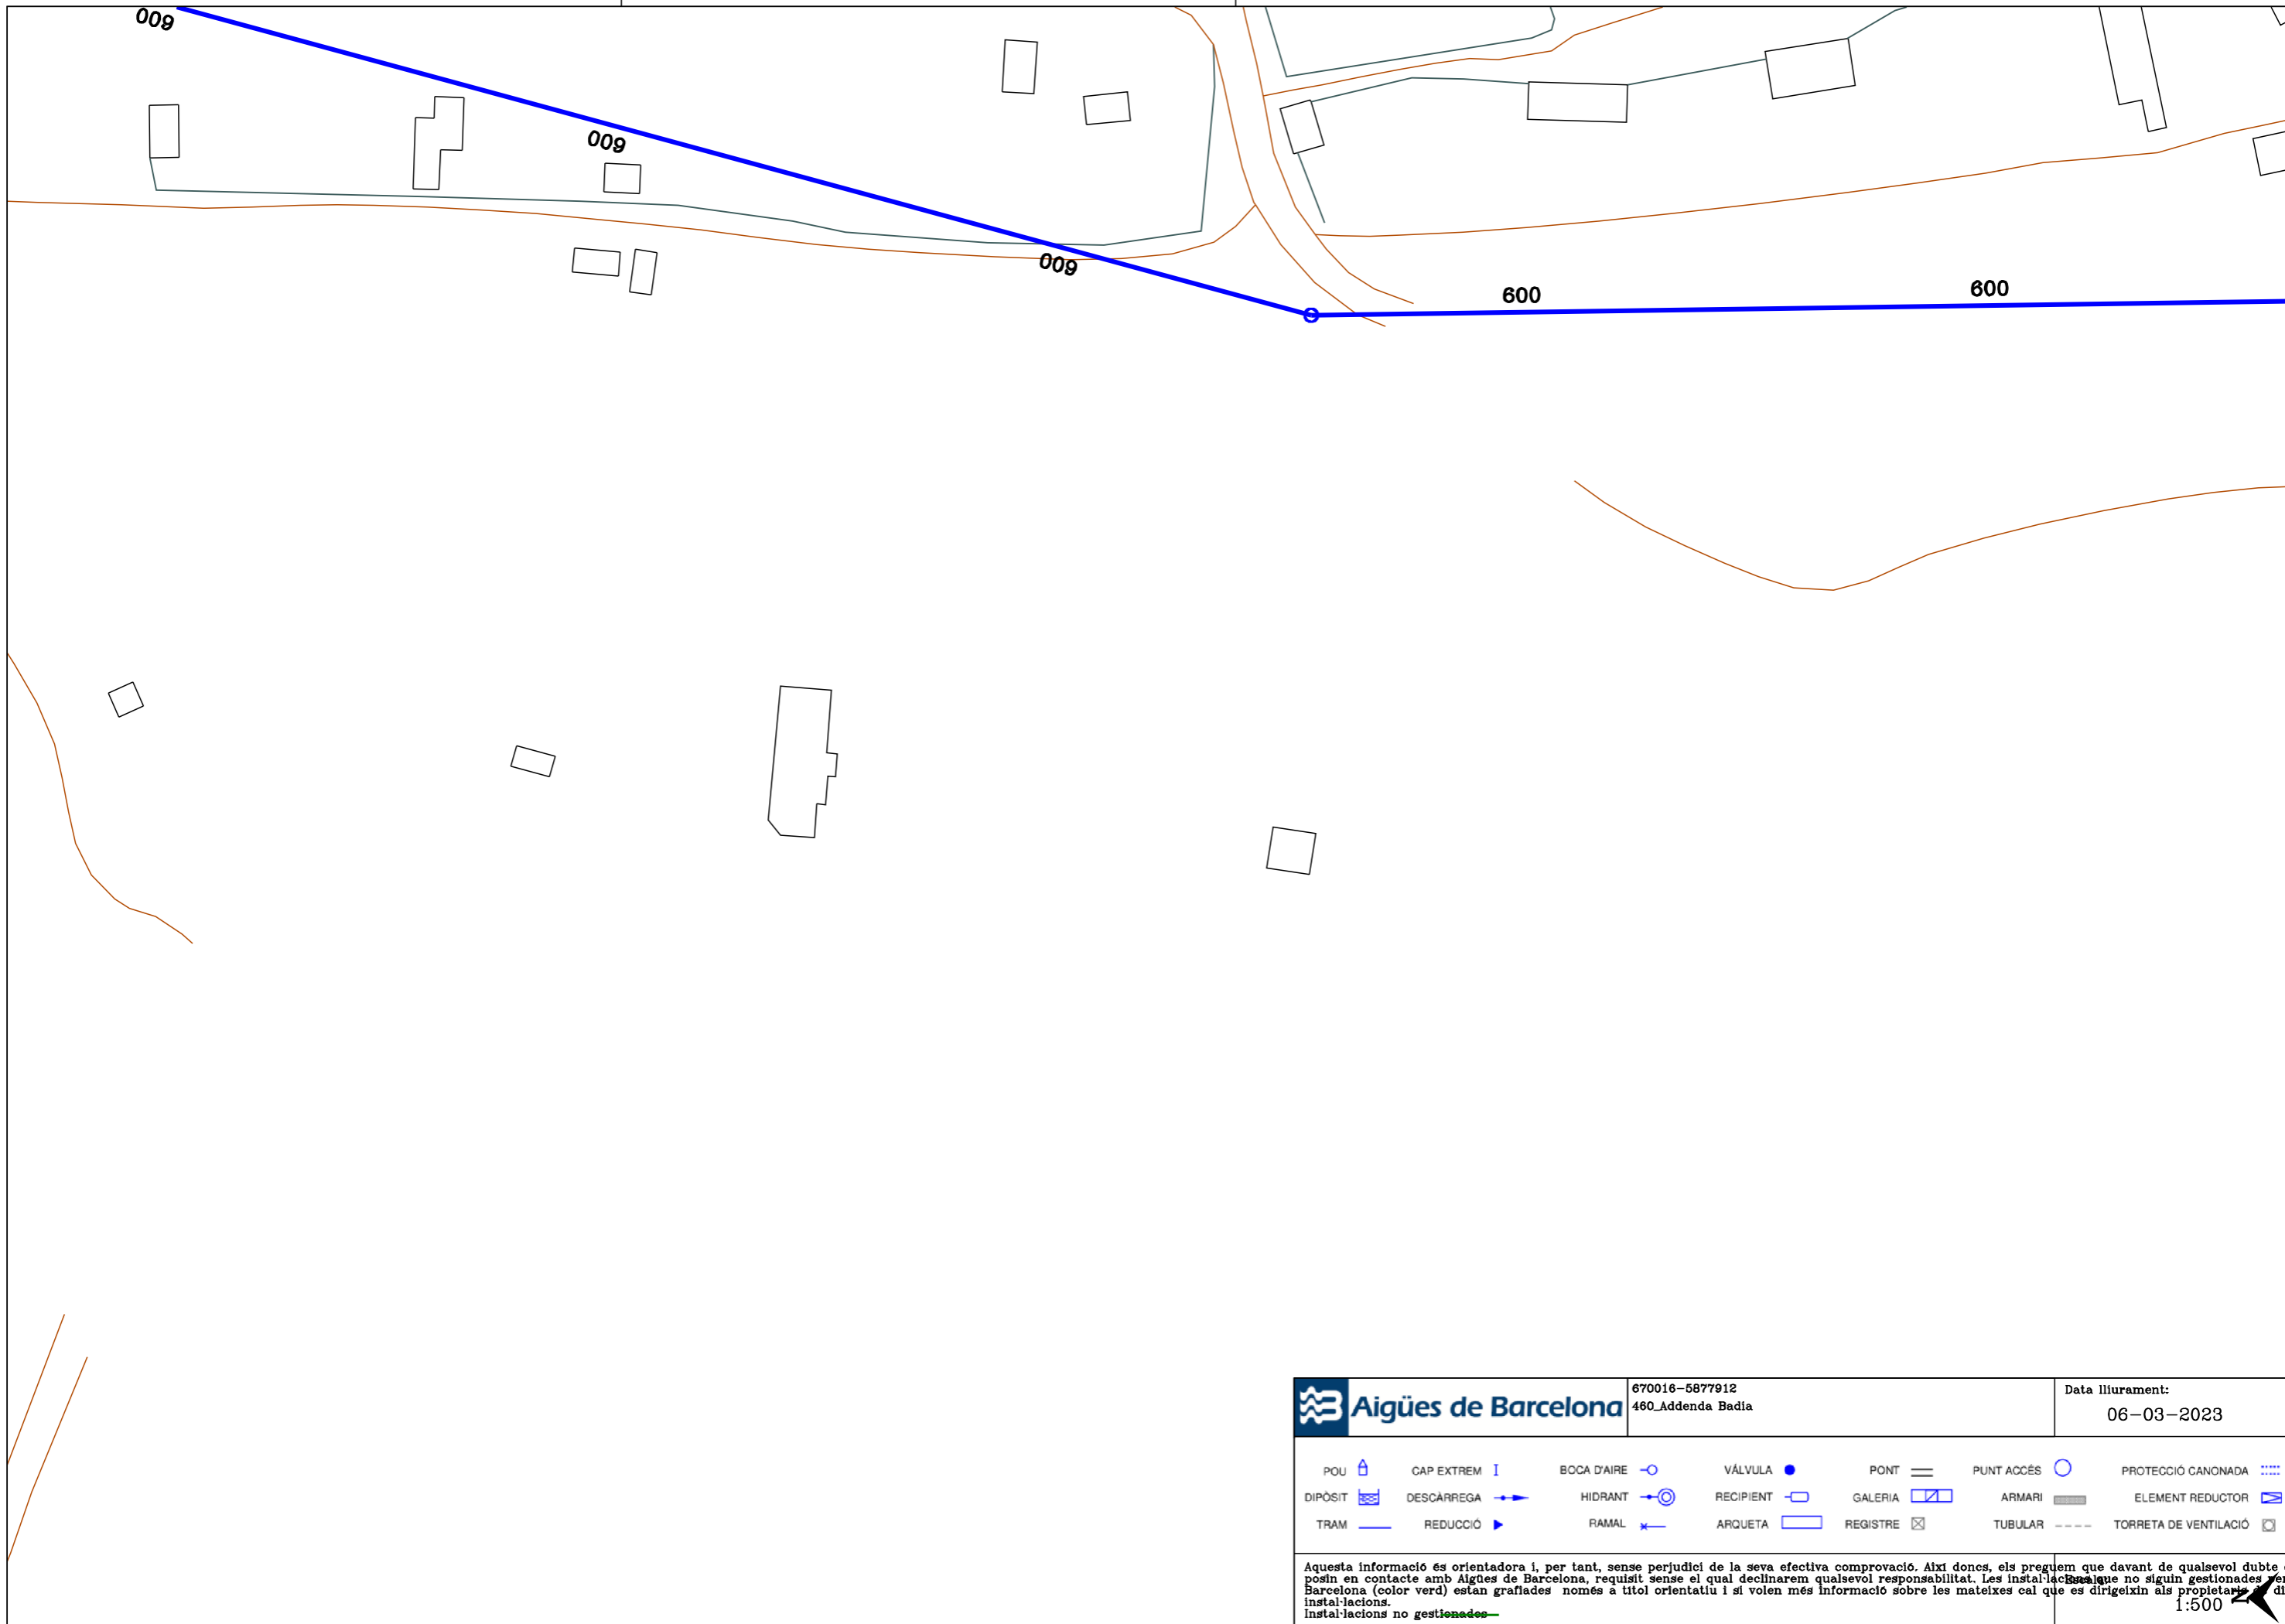 600
600
600
600
600
Aigües de Barcelona
670016-5877912
460_Addenda Badia
Data lliurament:
06-03-2023
POU CAP EXTREM BOCA D'AIRE VÁLVULA PONT PUNT ACCÉS PROTECCIÓ CANONADA
DIPÒSIT DESCÀRREGA HIDRANT RECIPIENT GALERIA ARMARI ELEMENT REDUCTOR
TRAM REDUCCIÓ RAMAL ARQUETA REGISTRE TUBULAR TORRETA DE VENTILACIÓ
Aquesta informació és orientadora i, per tant, sense perjudici de la seva efectiva comprovació. Així doncs, els preguem que davant de qualsevol dubte
posin en contacte amb Aigües de Barcelona, requisit sense el qual declinarem qualsevol responsabilitat. Les instal·lacions que no siguin gestionades
Barcelona (color verd) estan grafiades només a títol orientatiu i si volen més informació sobre les mateixes cal que es dirigeixin als propietaris
instal·lacions.
Instal·lacions no gestionades
Escala:
1:500
N